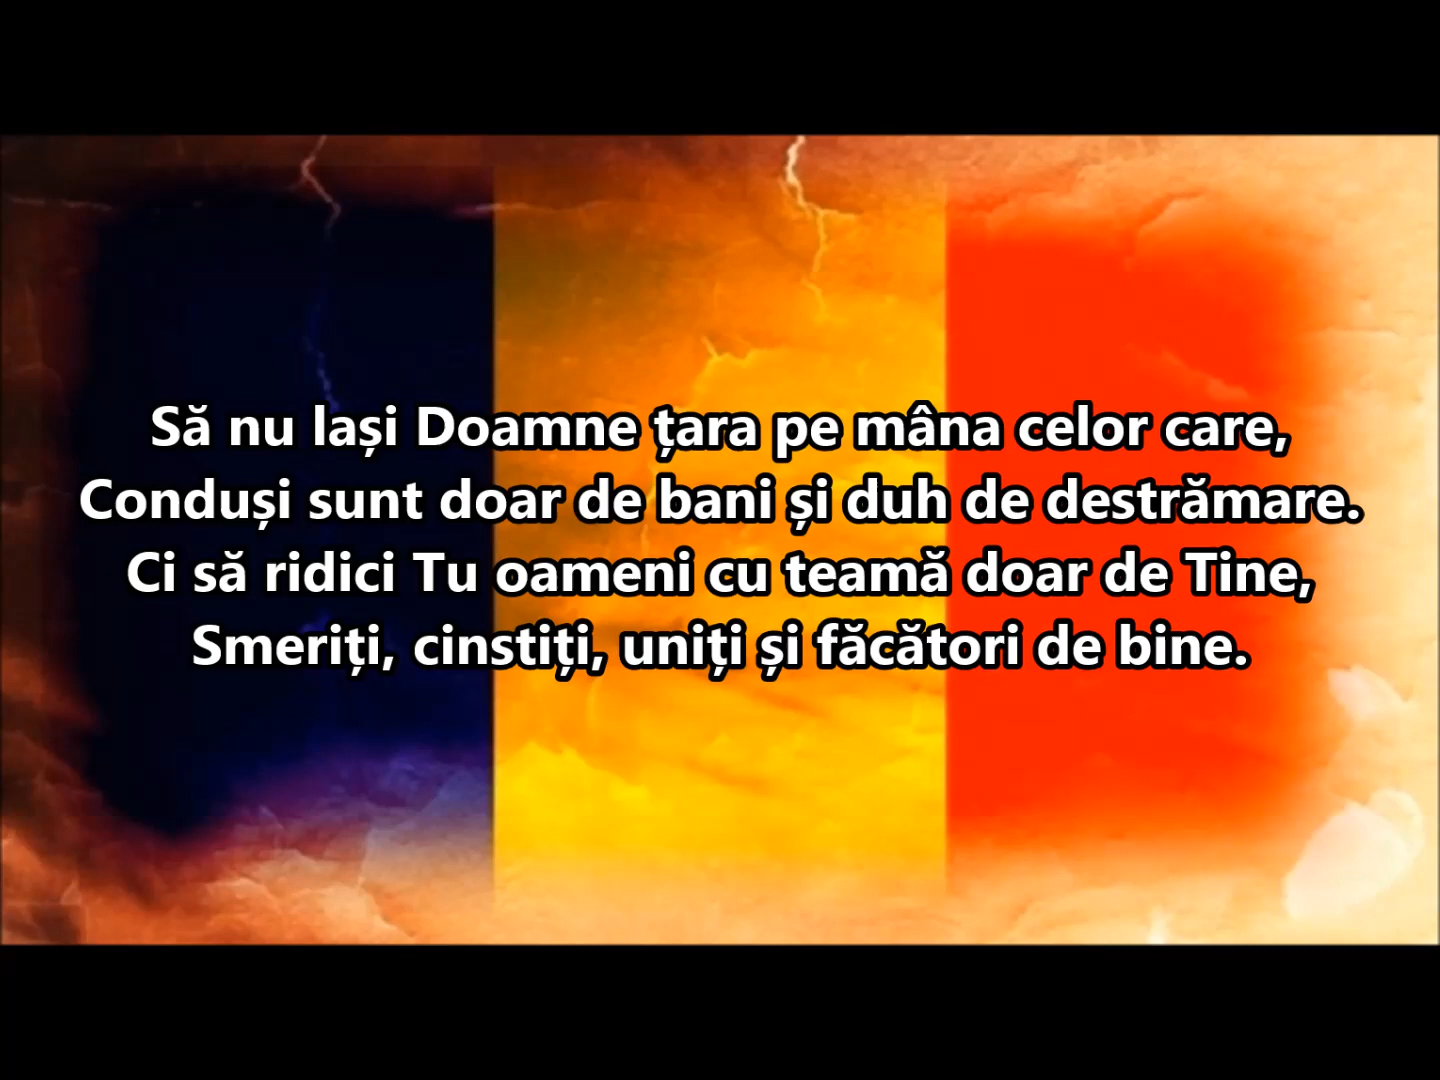 Să nu lași Doamne țara pe mâna celor care,
Conduși sunt doar de bani și duh de destrămare.
Ci să ridici Tu oameni cu teamă doar de Tine,
Smeriți, cinstiți, uniți și făcători de bine.